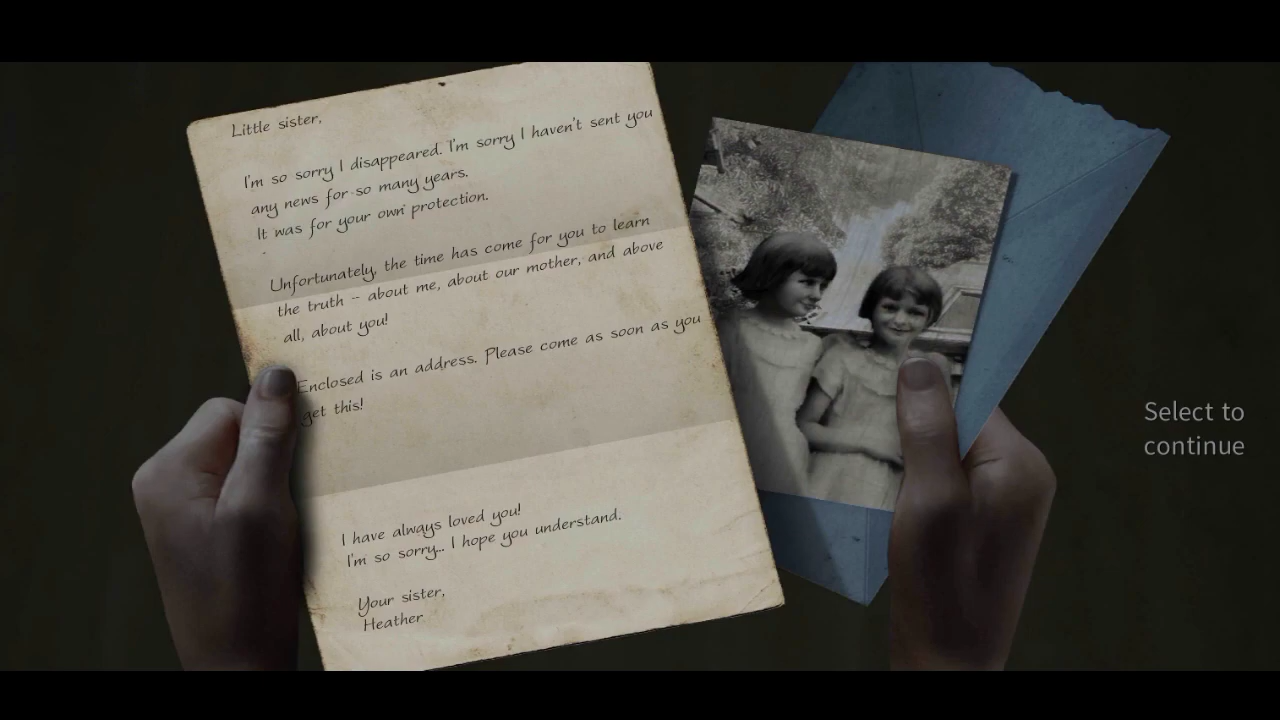 Little sister,
I'm so sorry I disappeared. I'm sorry I haven't sent you
any news for so many years.
It was for your own protection.
Unfortunately, the time has come for you to learn
the truth – about me, about our mother, and above
all, about you!
Enclosed is an address. Please come as soon as you
get this!
I have always loved you!
I'm so sorry... I hope you understand.
Your sister,
Heather
Select to
continue